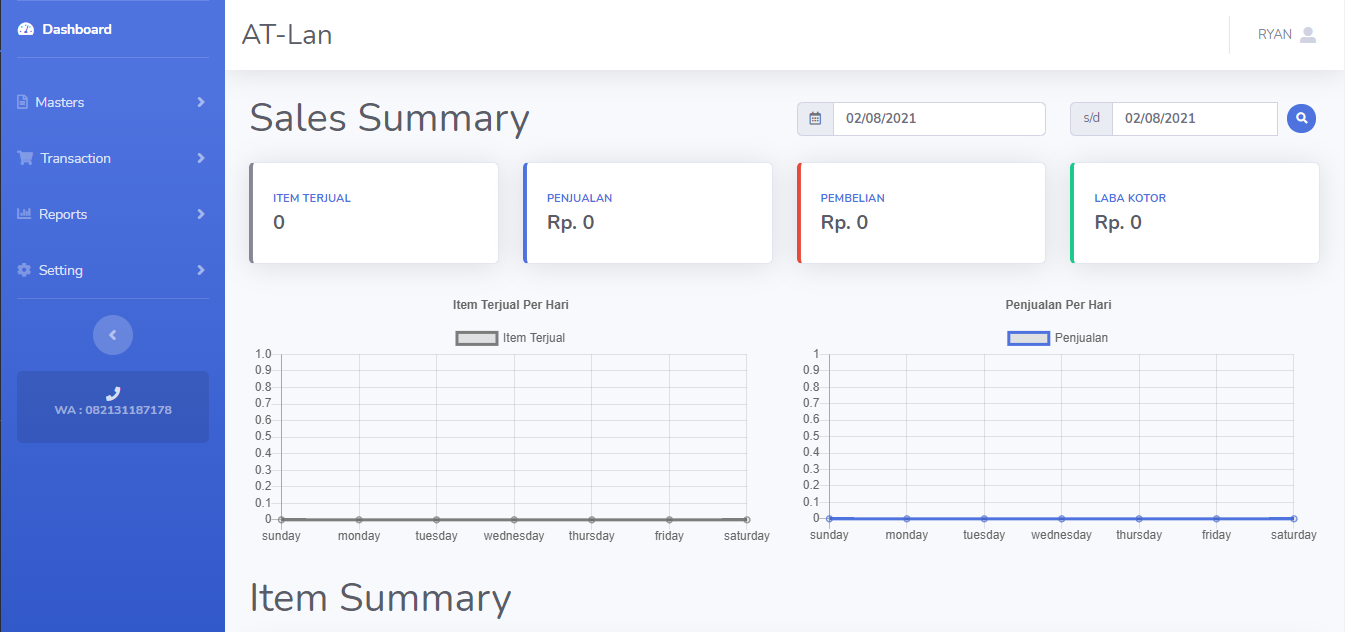 Dashboard
Masters
Transaction
Reports
Setting
WA : 082131187178
AT-Lan
RYAN
Sales Summary
02/08/2021
s/d
02/08/2021
ITEM TERJUAL
0
PENJUALAN
Rp. 0
PEMBELIAN
Rp. 0
LABA KOTOR
Rp. 0
Item Terjual Per Hari
Item Terjual
1.0
0.9
0.8
0.7
0.6
0.5
0.4
0.3
0.2
0.1
0
sunday monday tuesday wednesday thursday friday saturday
Penjualan Per Hari
Penjualan
1
0.9
0.8
0.7
0.6
0.5
0.4
0.3
0.2
0.1
0
sunday monday tuesday wednesday thursday friday saturday
Item Summary